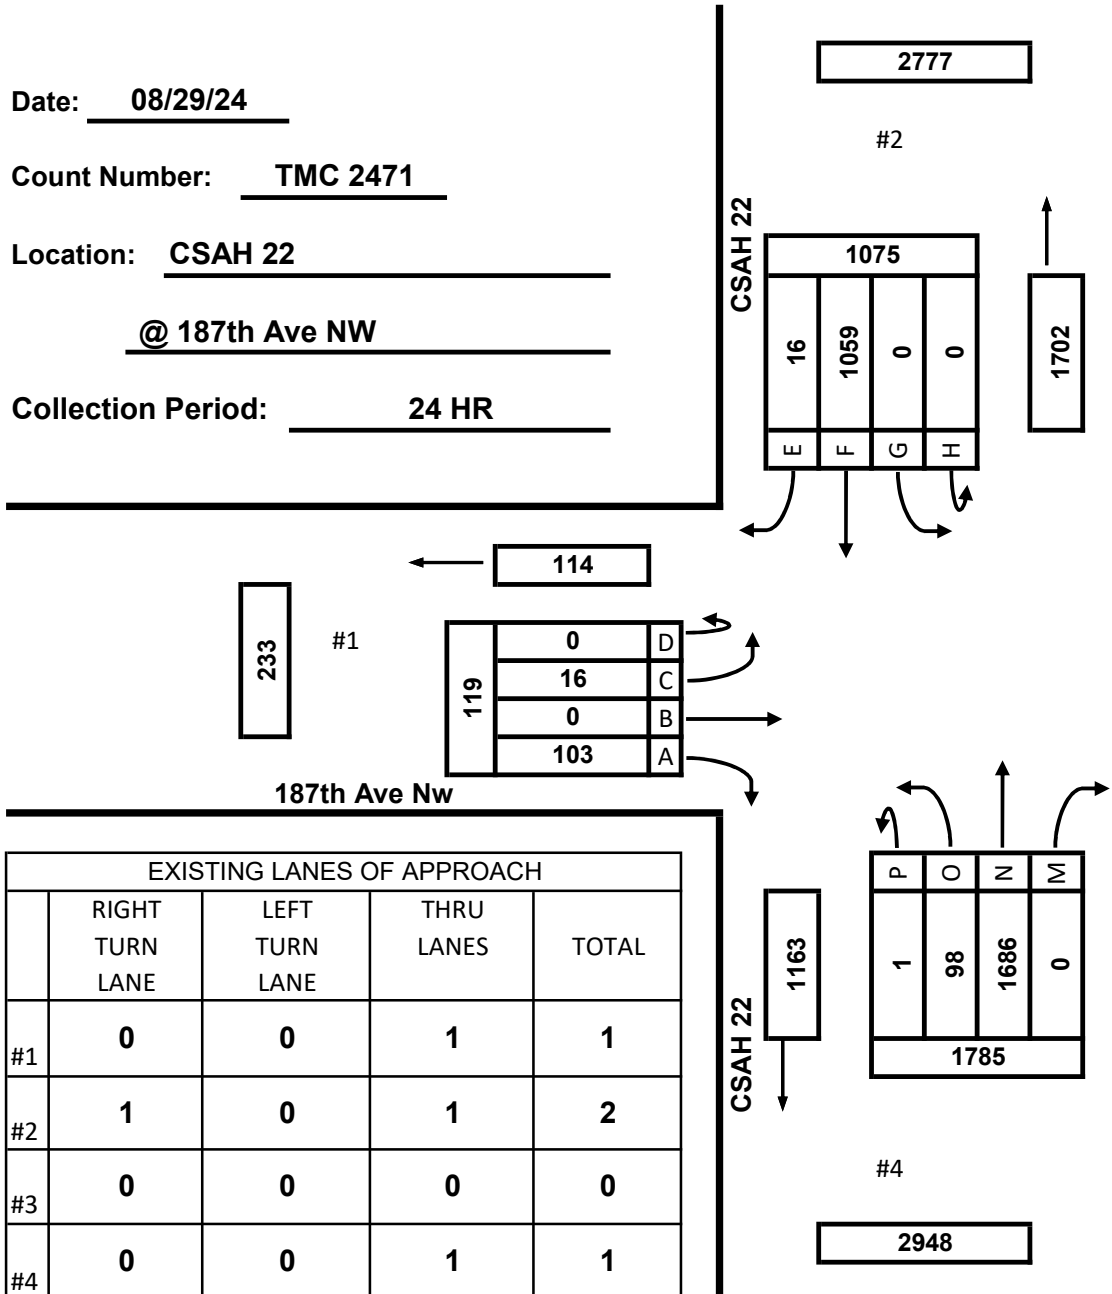 Date: 08/29/24
Count Number: TMC 2471
Location: CSAH 22
@ 187th Ave NW
Collection Period: 24 HR
2777
#2
CSAH 22
1075
16 1059 0 0
E F G H
1702
114
233
#1
119
0 D
16 C
0 B
103 A
187th Ave Nw
EXISTING LANES OF APPROACH
RIGHT TURN LANE LEFT TURN LANE THRU LANES TOTAL
#1 0 0 1 1
#2 1 0 1 2
#3 0 0 0 0
#4 0 0 1 1
CSAH 22
1163
P O N M
1 98 1686 0
1785
#4
2948